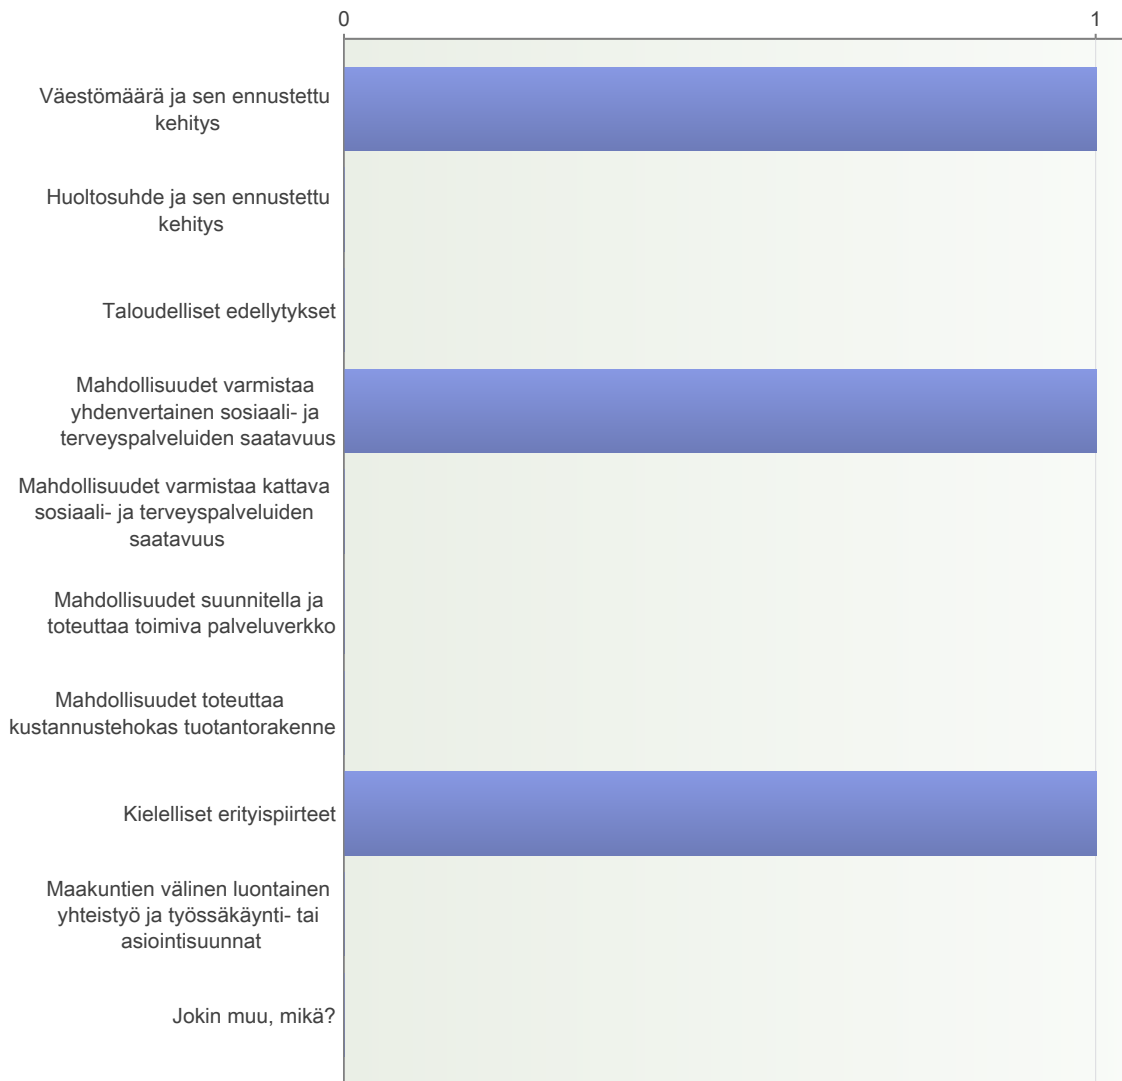 0 1
Väestömäärä ja sen ennustettu
kehitys
Huoltosuhde ja sen ennustettu
kehitys
Taloudelliset edellytykset
Mahdollisuudet varmistaa
yhdenvertainen sosiaali- ja
terveyspalveluiden saatavuus
Mahdollisuudet varmistaa kattava
sosiaali- ja terveyspalveluiden
saatavuus
Mahdollisuudet suunnitella ja
toteuttaa toimiva palveluverkko
Mahdollisuudet toteuttaa
kustannustehokas tuotantorakenne
Kielelliset erityispiirteet
Maakuntien välinen luontainen
yhteistyö ja työssäkäynti- tai
asiointisuunnat
Jokin muu, mikä?